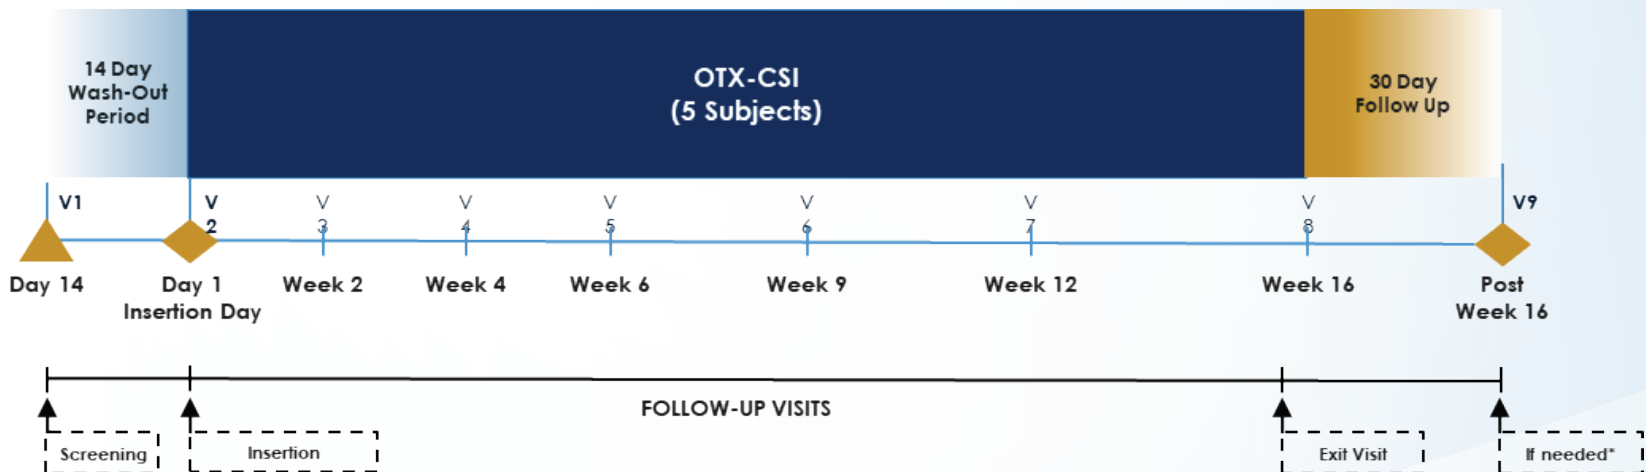 14 Day
Wash-Out
Period
OTX-CSI
(5 Subjects)
30 Day
Follow Up
V1
V
2
V
3
V
4
V
5
V
6
V
7
V
8
V9
Day 14
Day 1
Insertion Day
Week 2
Week 4
Week 6
Week 9
Week 12
Week 16
Post
Week 16
FOLLOW-UP VISITS
Screening
Insertion
Exit Visit
If needed*